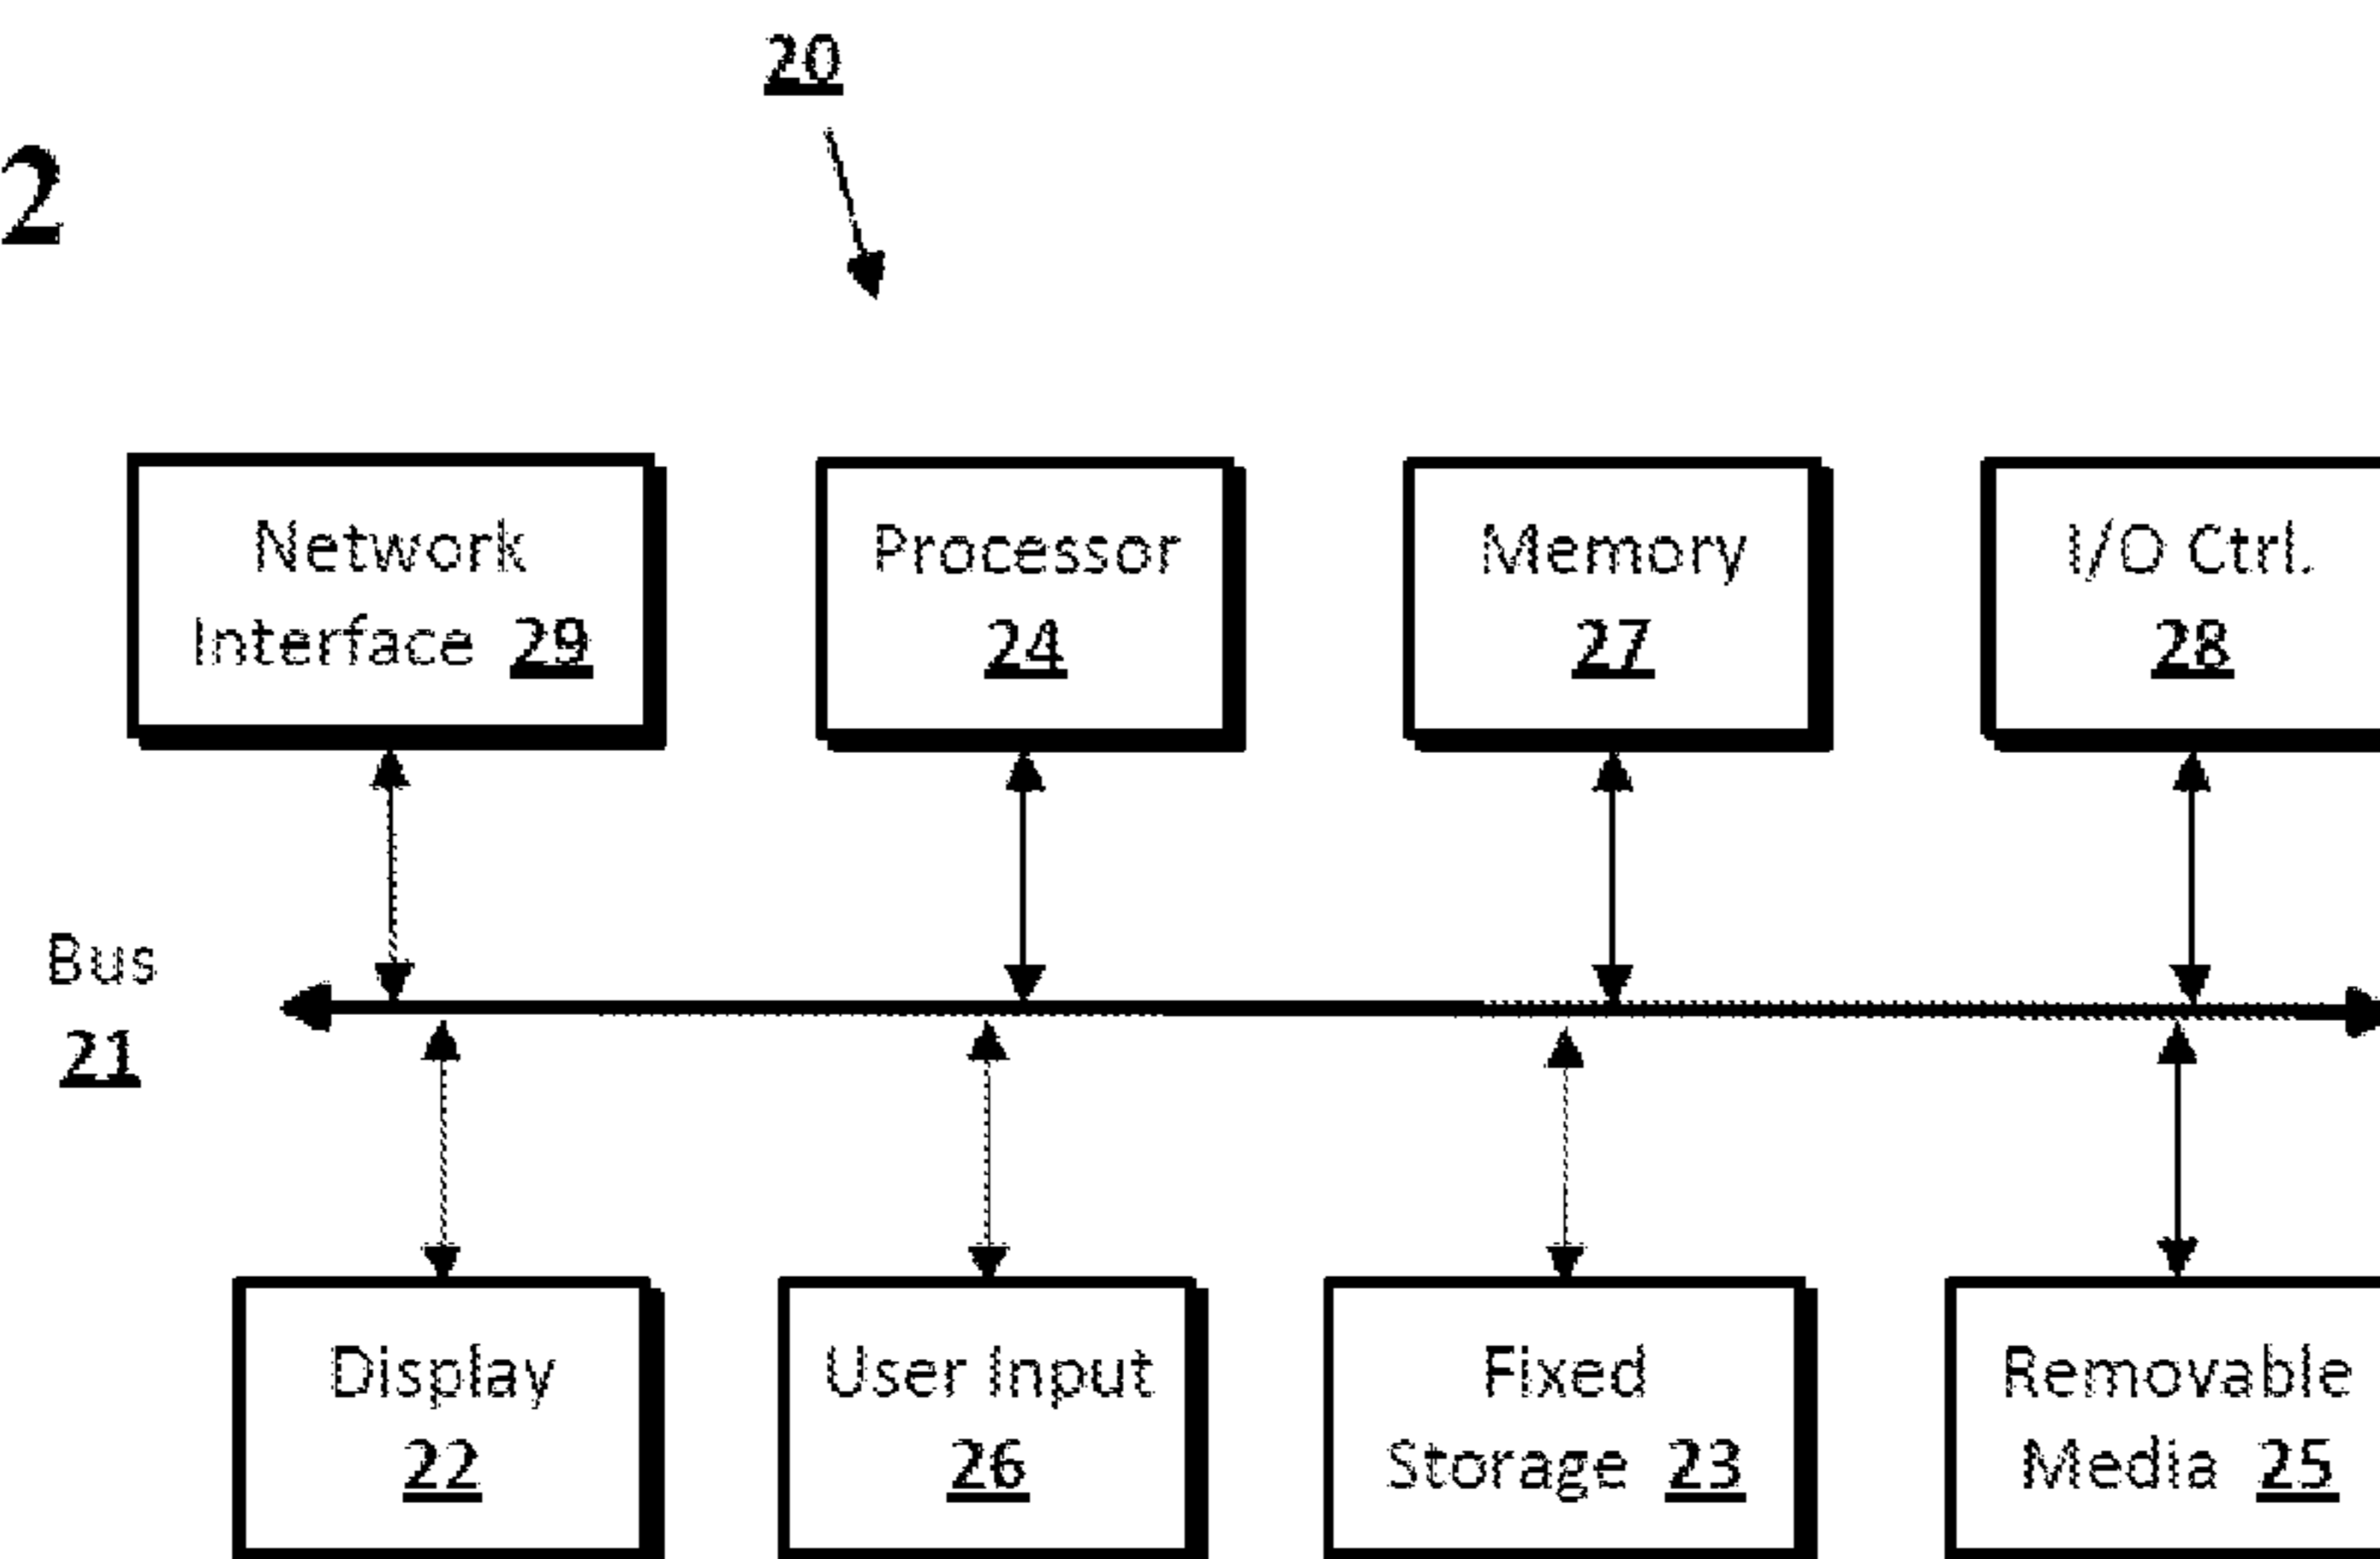 20
2
Network
Interface 29
Processor
24
Memory
27
I/O Ctrl.
28
Bus
21
Display
22
User Input
26
Fixed
Storage 23
Removable
Media 25